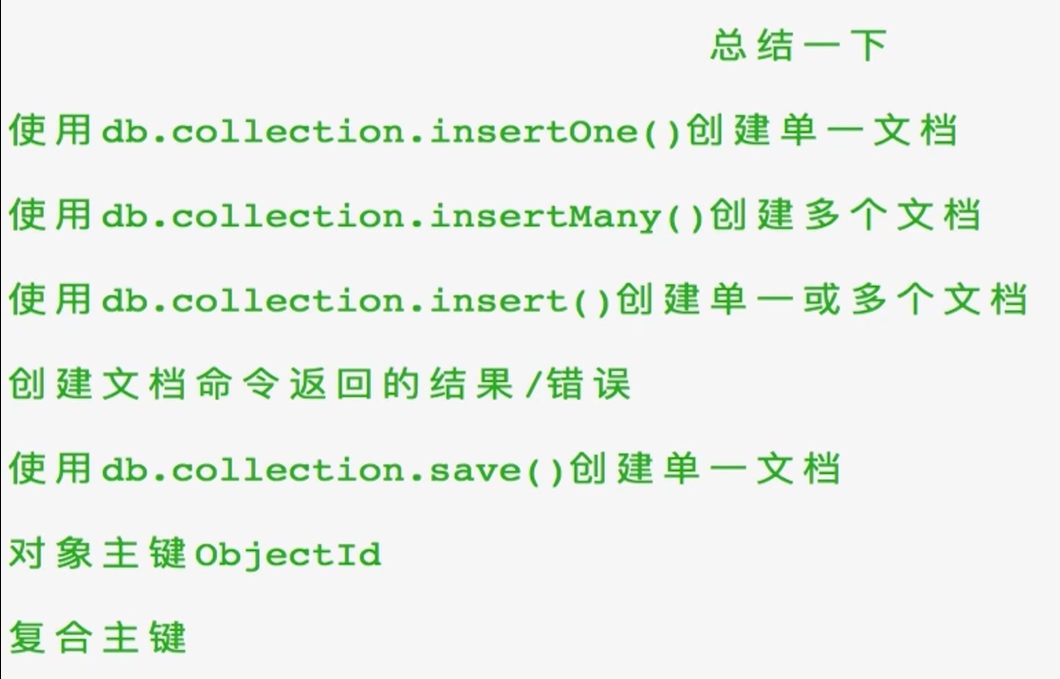 总结一下
使用db.collection.insertOne()创建单一文档
使用db.collection.insertMany()创建多个文档
使用db.collection.insert()创建单一或多个文档
创建文档命令返回的结果/错误
使用db.collection.save()创建单一文档
对象主键ObjectId
复合主键